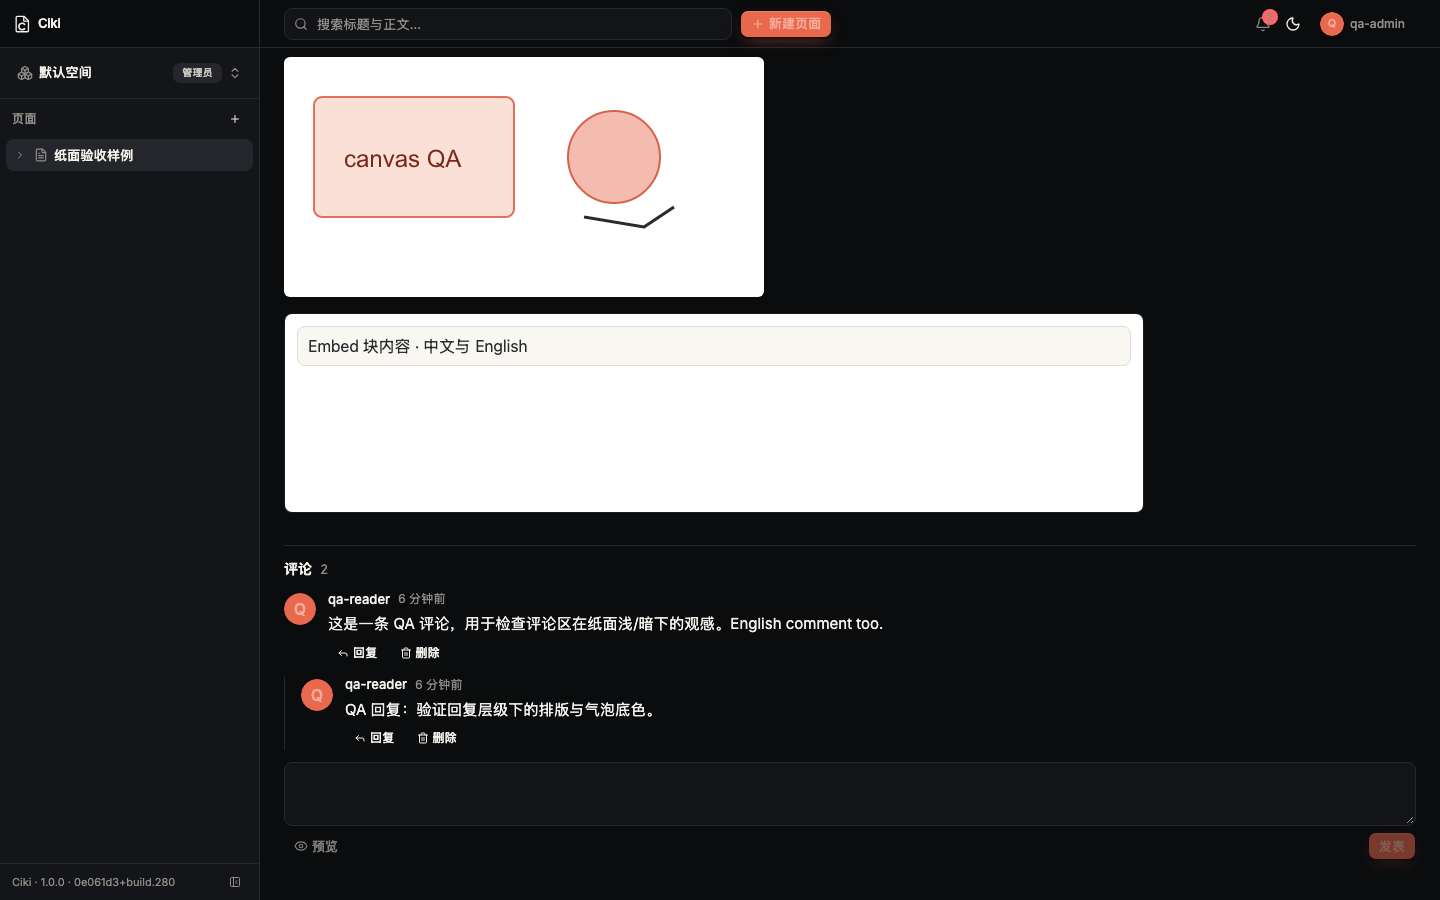 Ciki
搜索标题与正文...
新建页面
Q
qa-admin
默认空间
管理员
页面
纸面验收样例
canvas QA
Embed 块内容 · 中文与 English
评论 2
Q
qa-reader 6 分钟前
这是一条 QA 评论，用于检查评论区在纸面浅/暗下的观感。English comment too.
回复 删除
Q
qa-reader 6 分钟前
QA 回复：验证回复层级下的排版与气泡底色。
回复 删除
预览
发表
Ciki · 1.0.0 · 0e061d3+build.280